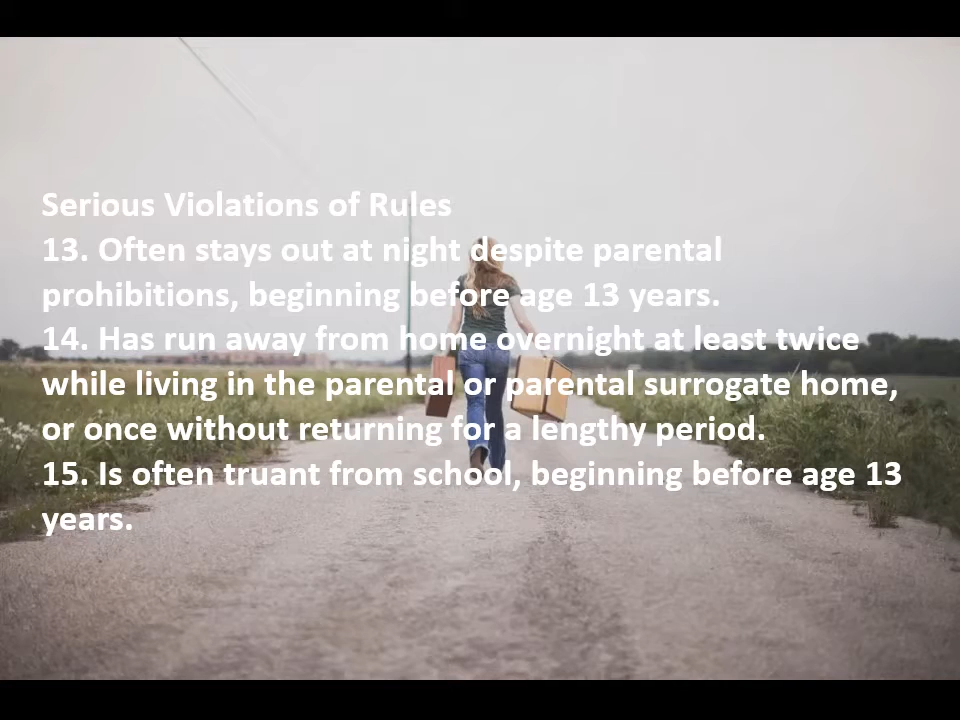 Serious Violations of Rules
13. Often stays out at night despite parental
prohibitions, beginning before age 13 years.
14. Has run away from home overnight at least twice
while living in the parental or parental surrogate home,
or once without returning for a lengthy period.
15. Is often truant from school, beginning before age 13
years.